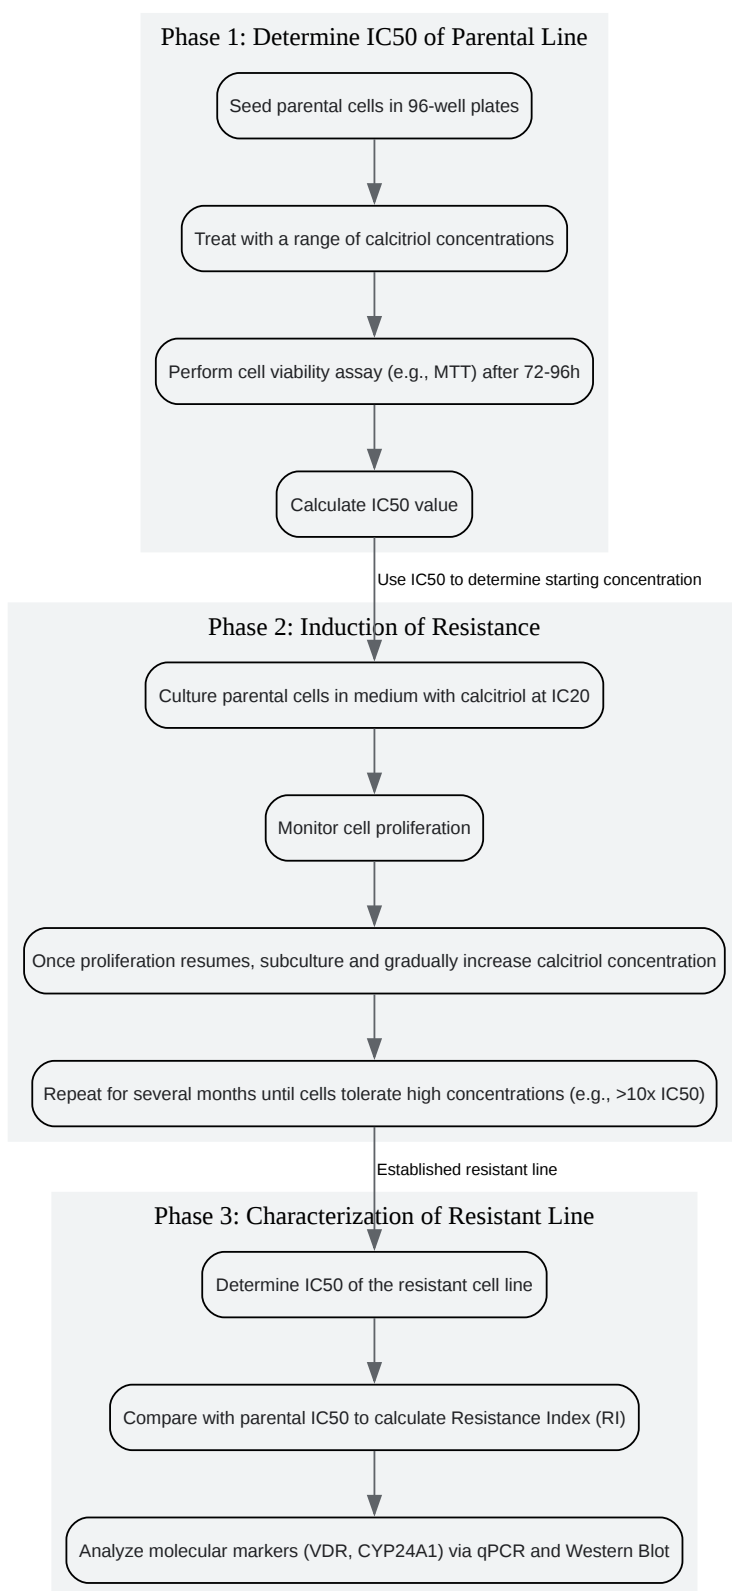 Phase 1: Determine IC50 of Parental Line
Seed parental cells in 96-well plates
Treat with a range of calcitriol concentrations
Perform cell viability assay (e.g., MTT) after 72-96h
Calculate IC50 value
Use IC50 to determine starting concentration
Phase 2: Induction of Resistance
Culture parental cells in medium with calcitriol at IC20
Monitor cell proliferation
Once proliferation resumes, subculture and gradually increase calcitriol concentration
Repeat for several months until cells tolerate high concentrations (e.g., >10x IC50)
Established resistant line
Phase 3: Characterization of Resistant Line
Determine IC50 of the resistant cell line
Compare with parental IC50 to calculate Resistance Index (RI)
Analyze molecular markers (VDR, CYP24A1) via qPCR and Western Blot